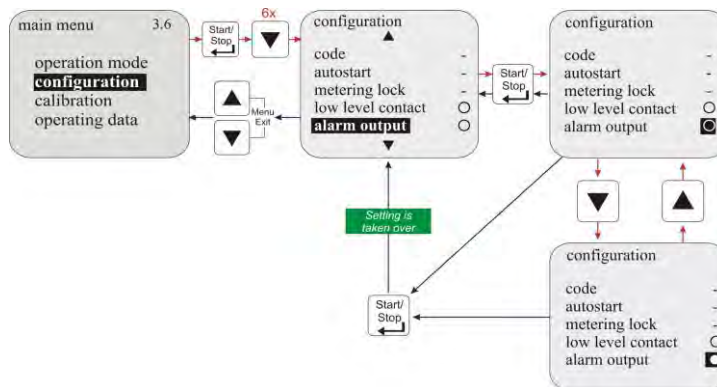 main menu 3.6
operation mode
configuration
calibration
operating data
Start/
Stop
6x
Menu
Exit
configuration
code -
autostart -
metering lock -
low level contact
alarm output
Start/
Stop
configuration
code -
autostart -
metering lock -
low level contact
alarm output
Setting is
taken over
Start/
Stop
configuration
code -
autostart -
metering lock -
low level contact
alarm output